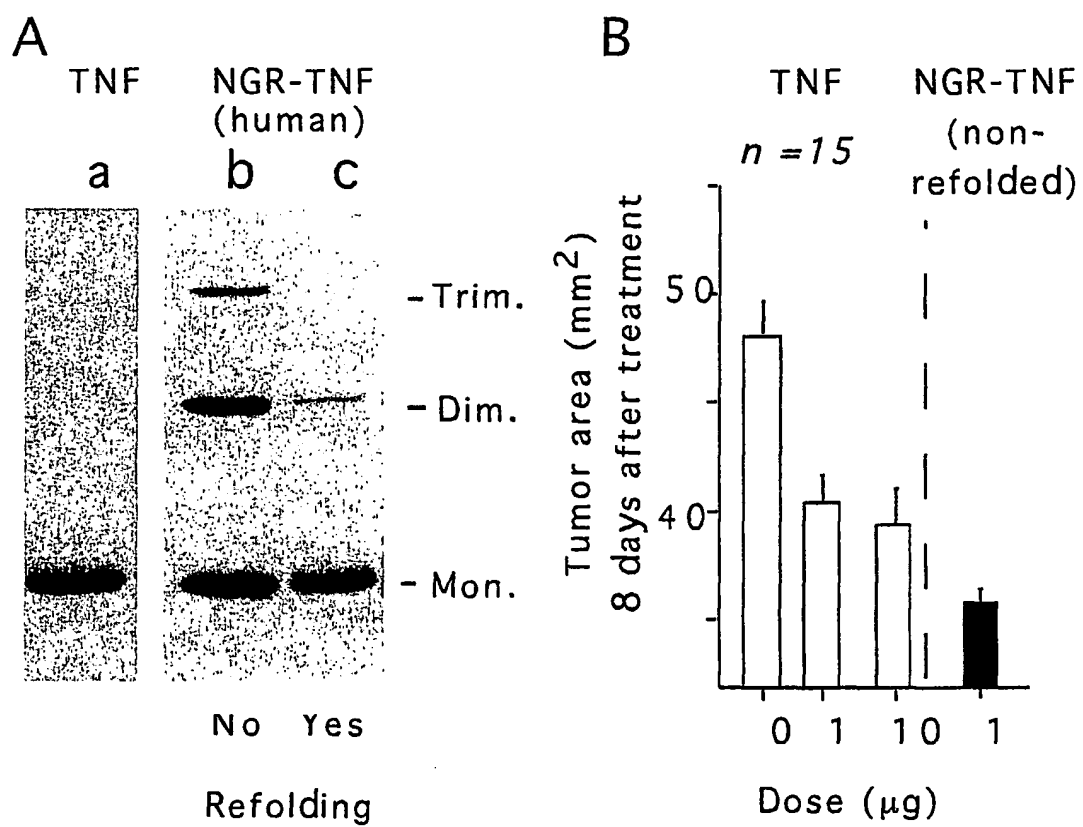 A
TNF
NGR-TNF
(human)
a
b
c
-Trim.
-Dim.
-Mon.
No Yes
Refolding
B
TNF
n =15
NGR-TNF
(non-
refolded)
Tumor area (mm²)
8 days after treatment
50
40
0 1 10 1
Dose (μg)